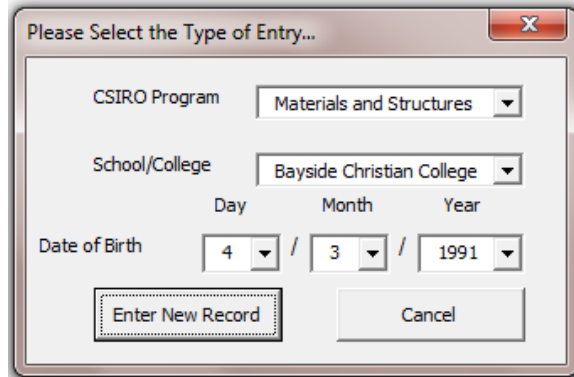 Please Select the Type of Entry...
CSIRO Program Materials and Structures
School/College Bayside Christian College
Day Month Year
Date of Birth 4 / 3 / 1991
Enter New Record Cancel